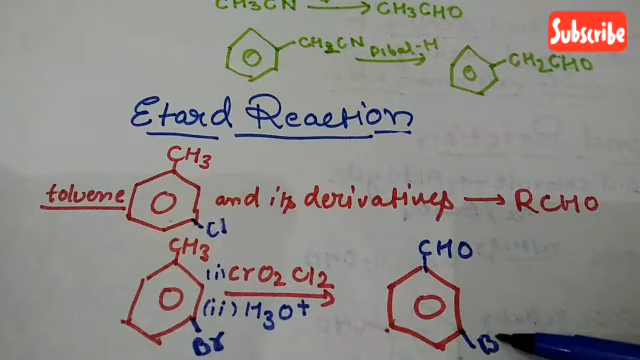 CH3CN → CH3CHO
Subscribe
CH2CN Dibal-H → CH2CHO
Etard Reaction
CH3
toluene and its derivatives → RCHO
Cl
CH3 CHO
(i) CrO2Cl2
(ii) H3O+
Br B